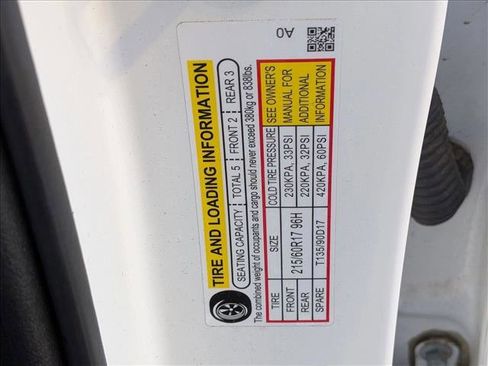 A0
TIRE AND LOADING INFORMATION
SEATING CAPACITY TOTAL 5 FRONT 2 REAR 3
The combined weight of occupants and cargo should never exceed 380kg or 838lbs.
TIRE SIZE COLD TIRE PRESSURE SEE OWNER'S
FRONT 215/60R17 96H 230KPA, 33PSI MANUAL FOR
REAR 220KPA, 32PSI ADDITIONAL
SPARE T135/90D17 420KPA, 60PSI INFORMATION